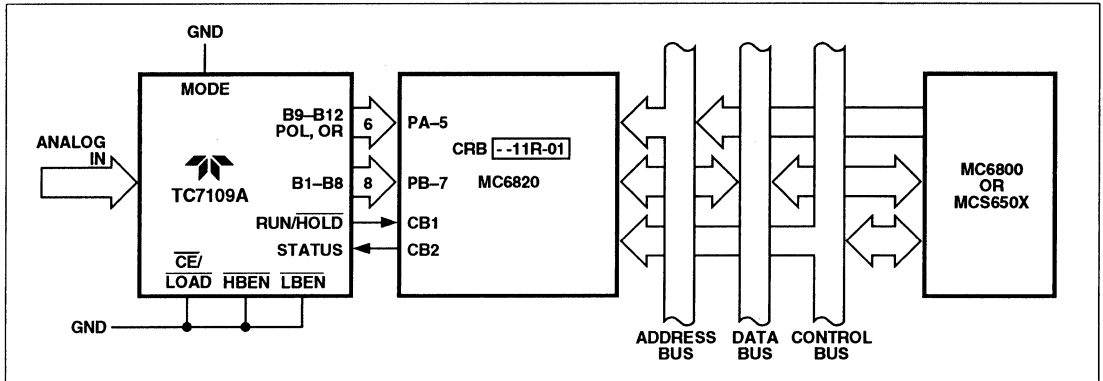 GND
MODE
B9–B12
POL, OR
6
ANALOG
IN
TC7109A
B1–B8
8
RUN/HOLD
STATUS
CE/
LOAD
HBEN
LBEN
GND
PA–5
CRB - -11R-01
MC6820
PB–7
CB1
CB2
ADDRESS
BUS
DATA
BUS
CONTROL
BUS
MC6800
OR
MCS650X